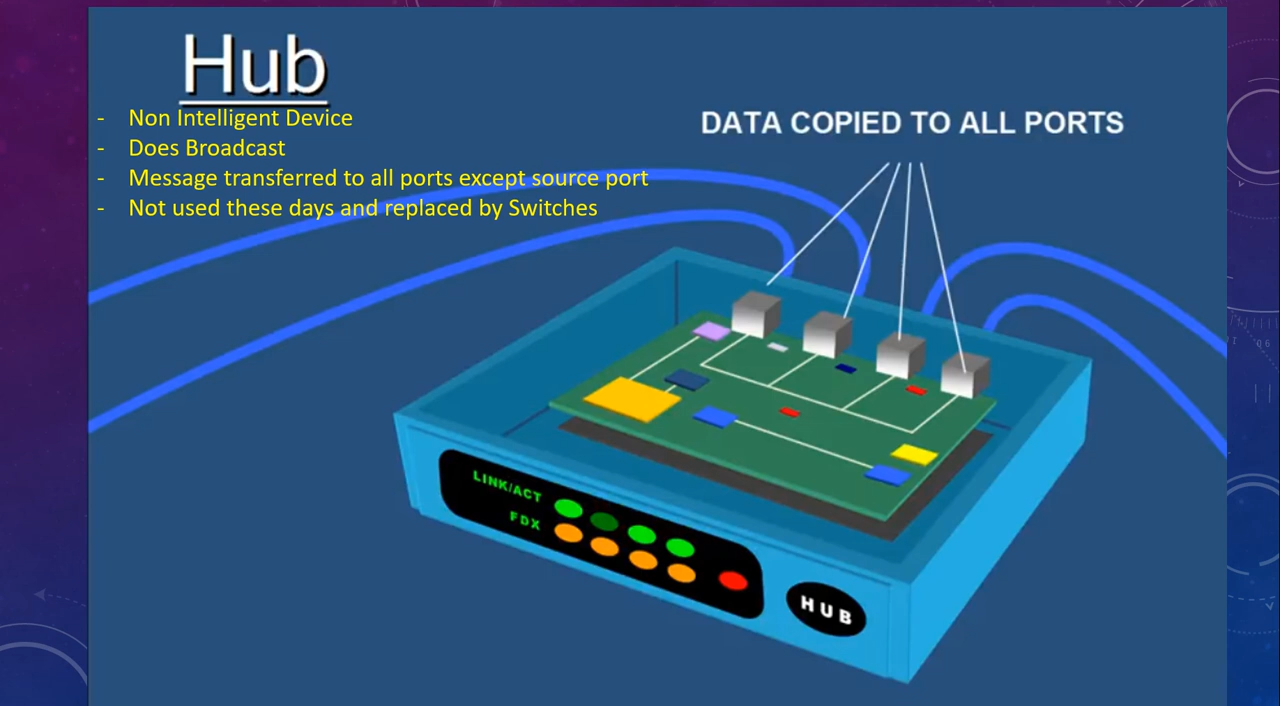 Hub
- Non Intelligent Device
- Does Broadcast
- Message transferred to all ports except source port
- Not used these days and replaced by Switches
DATA COPIED TO ALL PORTS
LINK/ACT
FDX
HUB